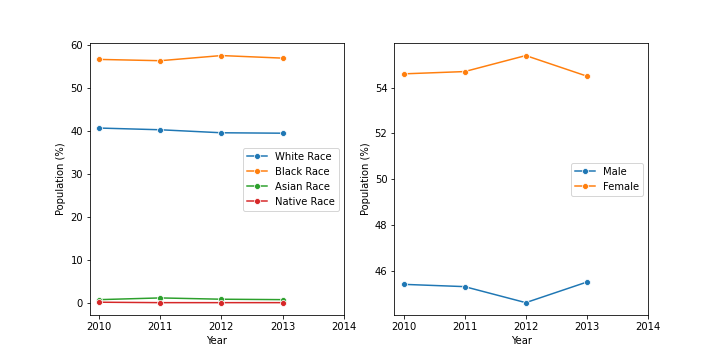 60
50
40
30
20
10
0
Population (%)
2010 2011 2012 2013 2014
Year
White Race
Black Race
Asian Race
Native Race
54
52
50
48
46
Population (%)
2010 2011 2012 2013 2014
Year
Male
Female